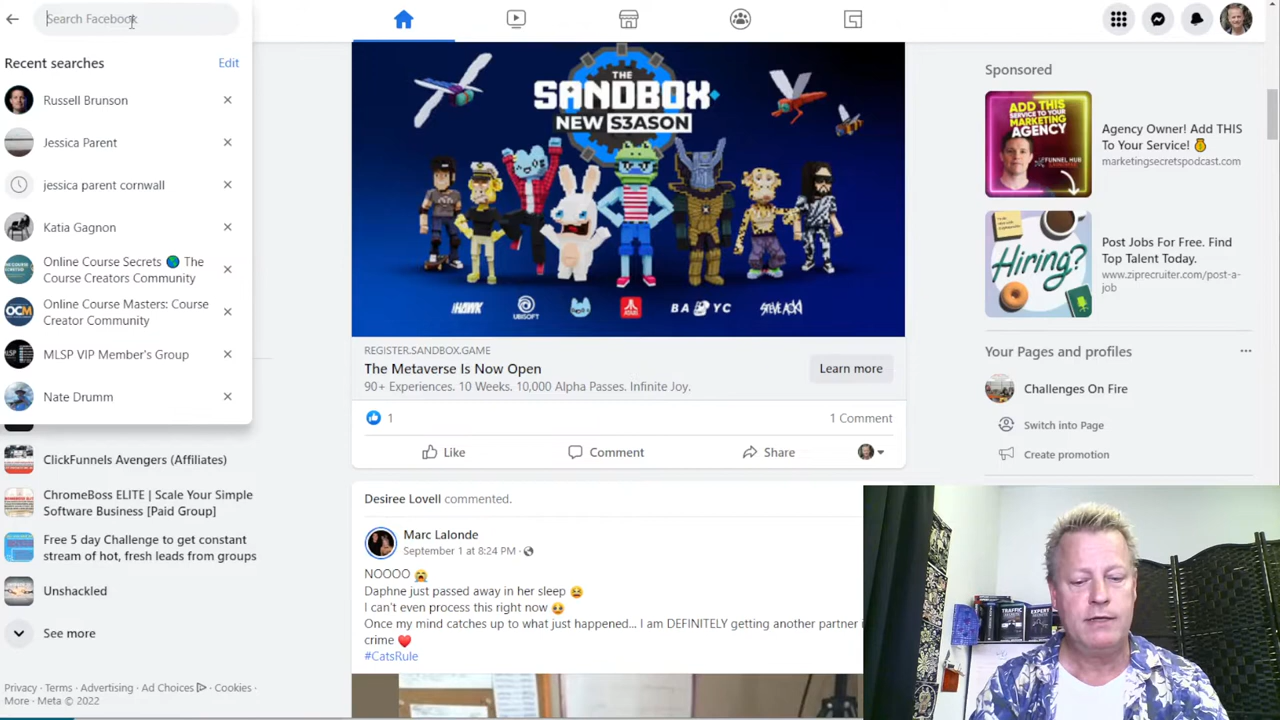 Search Facebook
Recent searches
Edit
Russell Brunson
Jessica Parent
jessica parent cornwall
Katia Gagnon
Online Course Secrets 🌎 The
Course Creators Community
Online Course Masters: Course
Creator Community
MLSP VIP Member's Group
Nate Drumm
ClickFunnels Avengers (Affiliates)
ChromeBoss ELITE | Scale Your Simple
Software Business [Paid Group]
Free 5 day Challenge to get constant
stream of hot, fresh leads from groups
Unshackled
See more
Privacy · Terms · Advertising · Ad Choices · Cookies ·
More · Meta © 2022
THE
SANDBOX
NEW S3ASON
HAWK
UBISOFT
ATARI
BA YC
STEVE AOKI
REGISTER.SANDBOX.GAME
The Metaverse Is Now Open
90+ Experiences. 10 Weeks. 10,000 Alpha Passes. Infinite Joy.
Learn more
1
1 Comment
Like
Comment
Share
Desiree Lovell commented.
Marc Lalonde
September 1 at 8:24 PM ·
NOOOO 😭
Daphne just passed away in her sleep 😫
I can't even process this right now 🥺
Once my mind catches up to what just happened... I am DEFINITELY getting another partner i
crime ❤️
#CatsRule
Sponsored
ADD THIS
SERVICE TO YOUR
MARKETING
AGENCY
FUNNEL HUB
Agency Owner! Add THIS
To Your Service! 💰
marketingsecretspodcast.com
Hiring?
Post Jobs For Free. Find
Top Talent Today.
www.ziprecruiter.com/post-a-
job
Your Pages and profiles
Challenges On Fire
Switch into Page
Create promotion
TRAFFIC
SECRETS
EXPERT
SECRETS